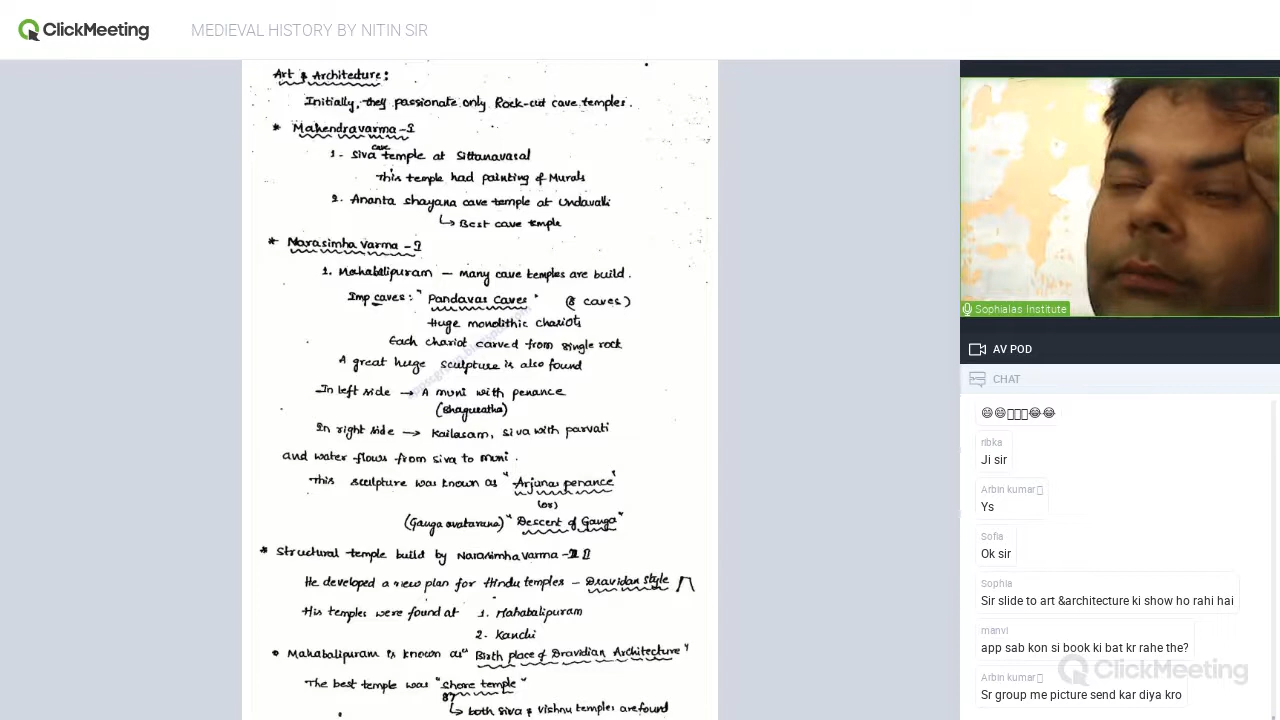 ClickMeeting
MEDIEVAL HISTORY BY NITIN SIR
Art & Architecture:
Initially, they passionate only Rock-cut cave temples.
* Mahendravarma-I
1. Siva cave temple at Sittanavasal
This temple had painting of Murals
2. Ananta Shayana cave temple at Undavalli
↳ Best cave temple
* Narasimha Varma -I
1. Mahabalipuram — many cave temples are build.
Imp caves: "Pandavas Caves" (8 caves)
Huge monolithic chariots
Each chariot carved from single rock
A great huge sculpture is also found
In left side → A muni with penance
(Bhaguratha)
In right side → Kailasam, siva with parvati
and water flows from siva to muni.
This sculpture was known as "Arjunas penance"
(or)
(Ganga avatarana) "Descent of Ganga"
* Structural temple build by Narasimha Varma -II
He developed a new plan for Hindu temples - Dravidan style
His temples were found at 1. Mahabalipuram
2. Kanchi
* Mahabalipuram is known as "Birth place of Dravidian Architecture"
The best temple was "shore temple"
87
↳ both Siva & Vishnu temples are found
Sophiaias Institute
AV POD
CHAT
😄😄▯▯▯😂😂
ribka
Ji sir
Arbin kumar▯
Ys
Sofia
Ok sir
Sophia
Sir slide to art &architecture ki show ho rahi hai
manvi
app sab kon si book ki bat kr rahe the?
Arbin kumar▯
Sr group me picture send kar diya kro
ClickMeeting